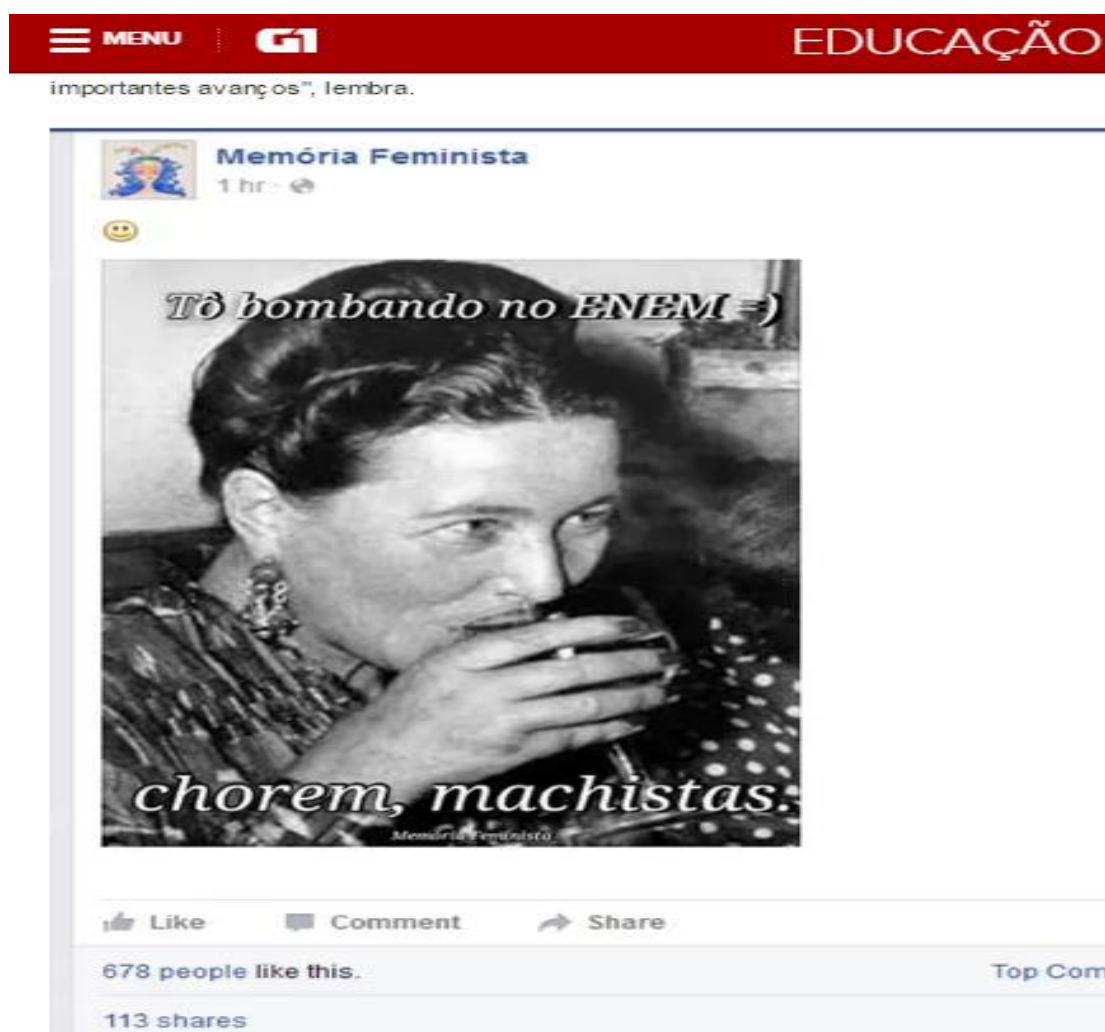 MENU G1 EDUCAÇÃO
importantes avanços", lembra.
Memória Feminista
1 hr
Tô bombando no ENEM =)
chorem, machistas.
Memória Feminista
Like Comment Share
678 people like this. Top Com
113 shares